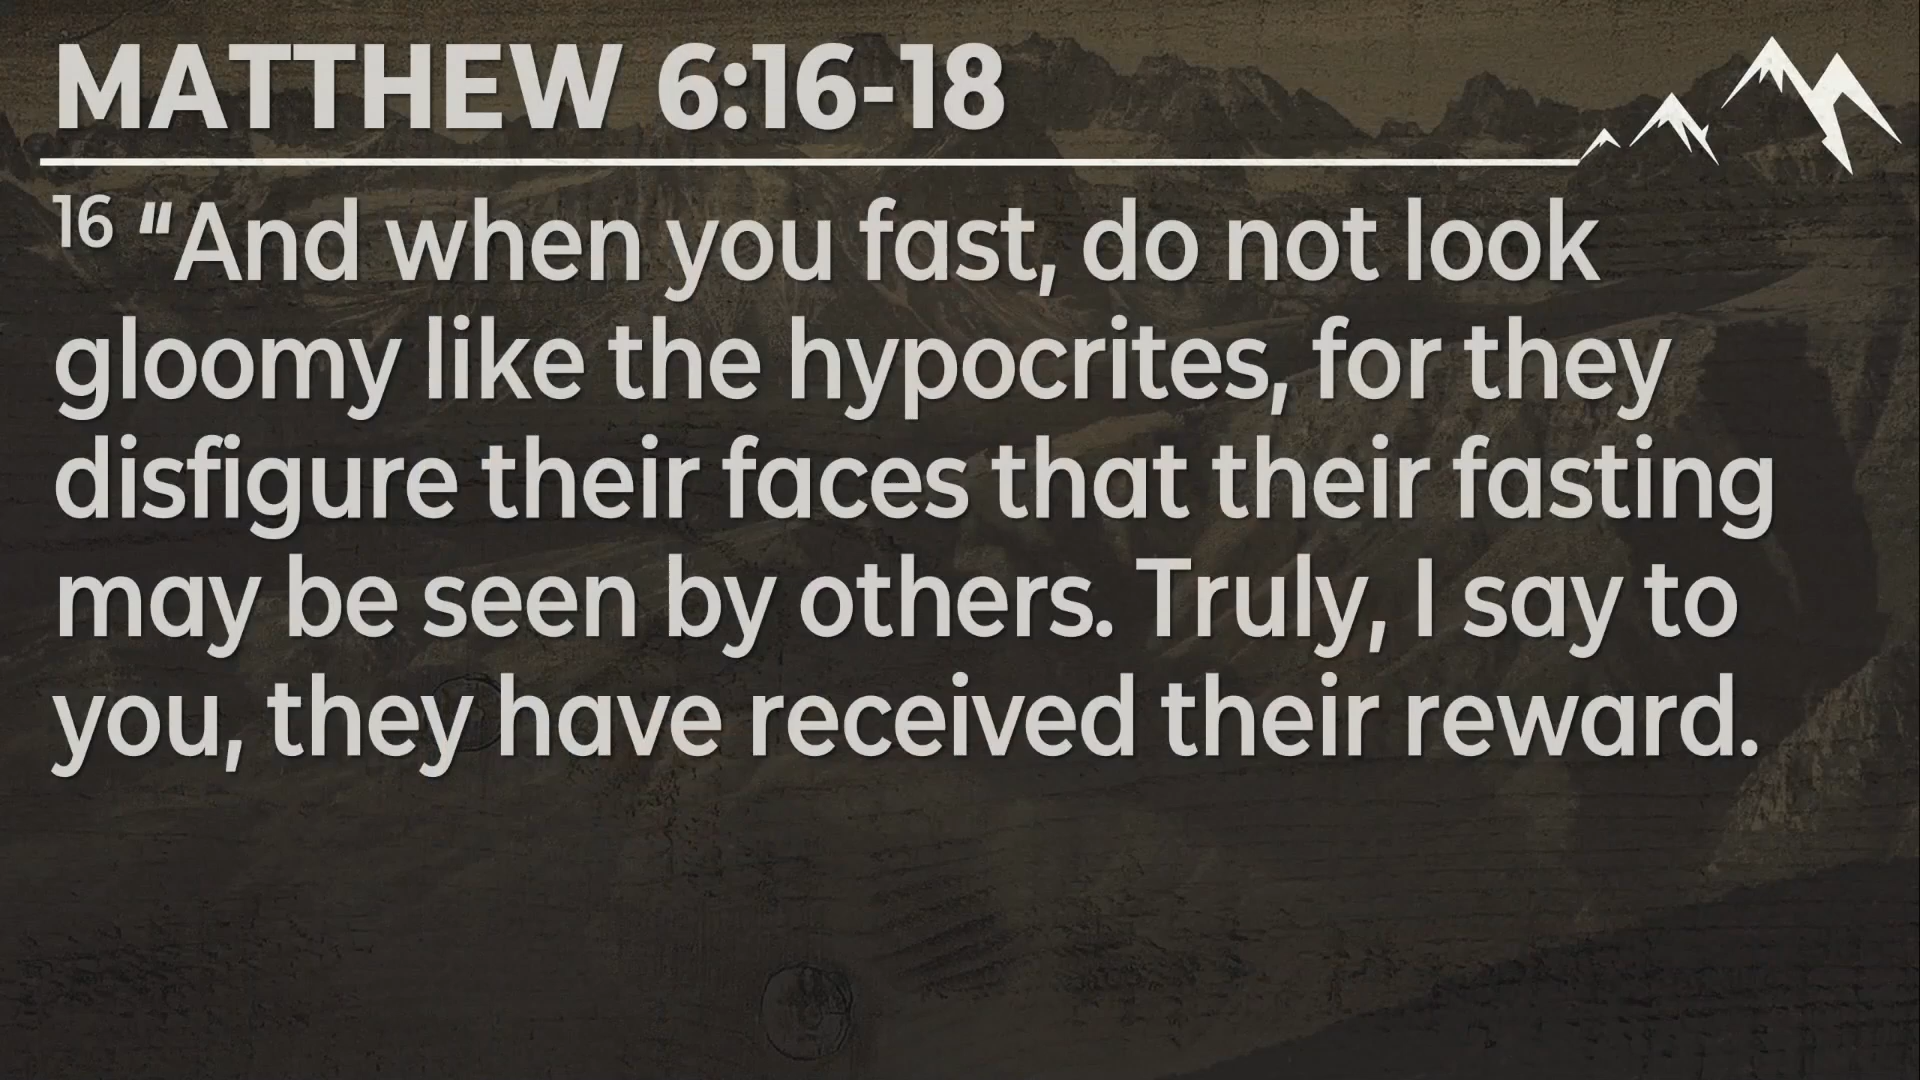 MATTHEW 6:16-18
16 "And when you fast, do not look
gloomy like the hypocrites, for they
disfigure their faces that their fasting
may be seen by others. Truly, I say to
you, they have received their reward.